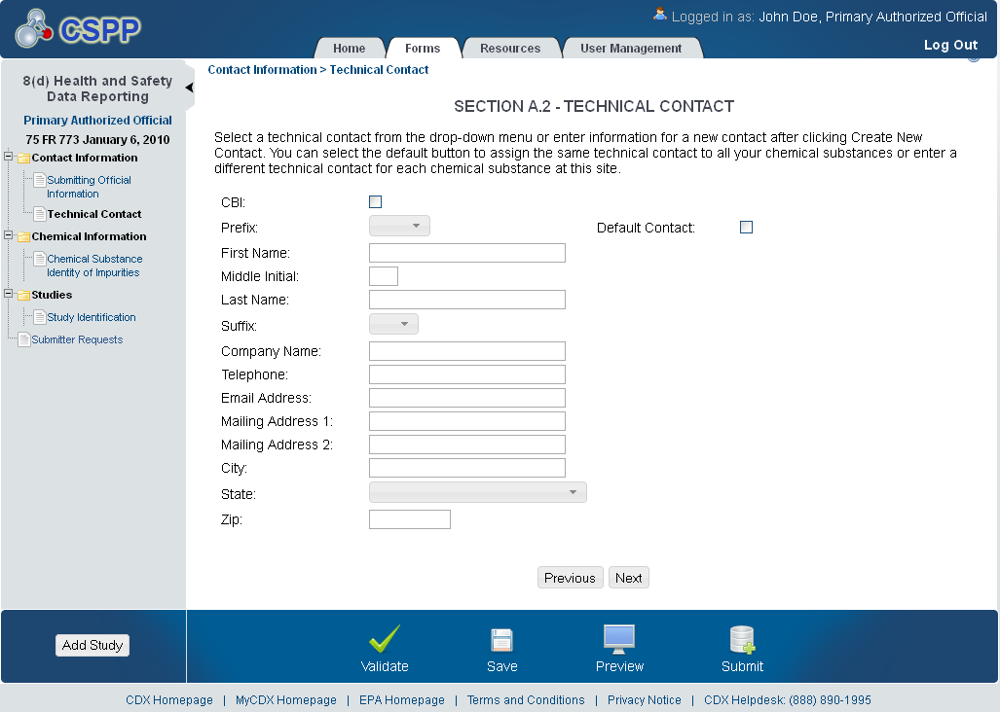 CSPP
Logged in as: John Doe, Primary Authorized Official
Home
Forms
Resources
User Management
Log Out
8(d) Health and Safety
Data Reporting
Primary Authorized Official
75 FR 773 January 6, 2010
Contact Information
Submitting Official
Information
Technical Contact
Chemical Information
Chemical Substance
Identity of Impurities
Studies
Study Identification
Submitter Requests
Contact Information > Technical Contact
SECTION A.2 - TECHNICAL CONTACT
Select a technical contact from the drop-down menu or enter information for a new contact after clicking Create New
Contact. You can select the default button to assign the same technical contact to all your chemical substances or enter a
different technical contact for each chemical substance at this site.
CBI:
Prefix:
Default Contact:
First Name:
Middle Initial:
Last Name:
Suffix:
Company Name:
Telephone:
Email Address:
Mailing Address 1:
Mailing Address 2:
City:
State:
Zip:
Previous
Next
Add Study
Validate
Save
Preview
Submit
CDX Homepage | MyCDX Homepage | EPA Homepage | Terms and Conditions | Privacy Notice | CDX Helpdesk: (888) 890-1995